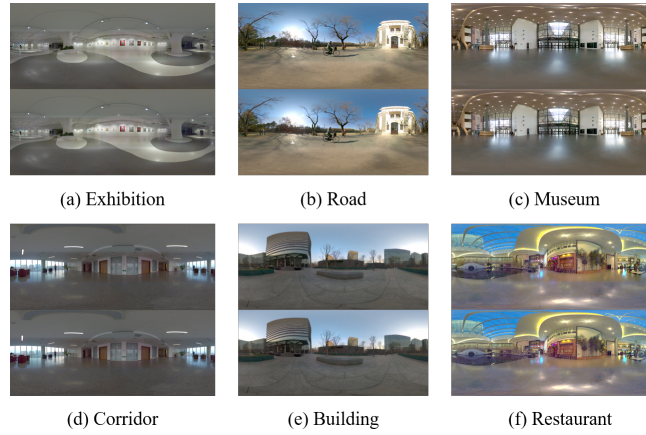 (a) Exhibition
(b) Road
(c) Museum
(d) Corridor
(e) Building
(f) Restaurant